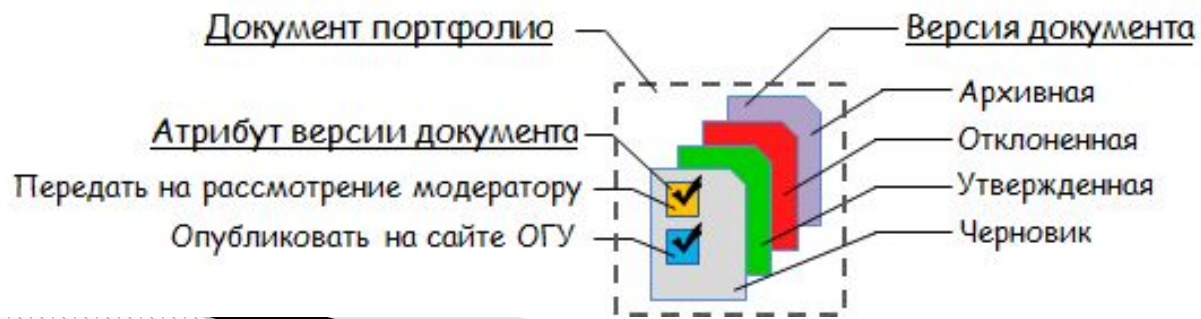 Документ портфолио
Версия документа
Архивная
Атрибут версии документа
Отклоненная
Передать на рассмотрение модератору
Утвержденная
Опубликовать на сайте ОГУ
Черновик